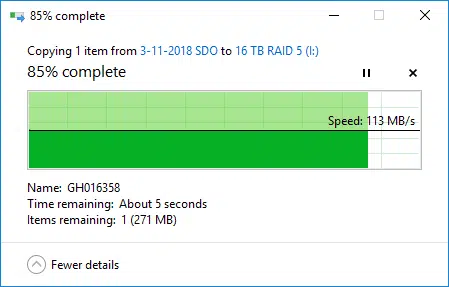 85% complete
Copying 1 item from 3-11-2018 SDO to 16 TB RAID 5 (I:)
85% complete
Speed: 113 MB/s
Name: GH016358
Time remaining: About 5 seconds
Items remaining: 1 (271 MB)
Fewer details